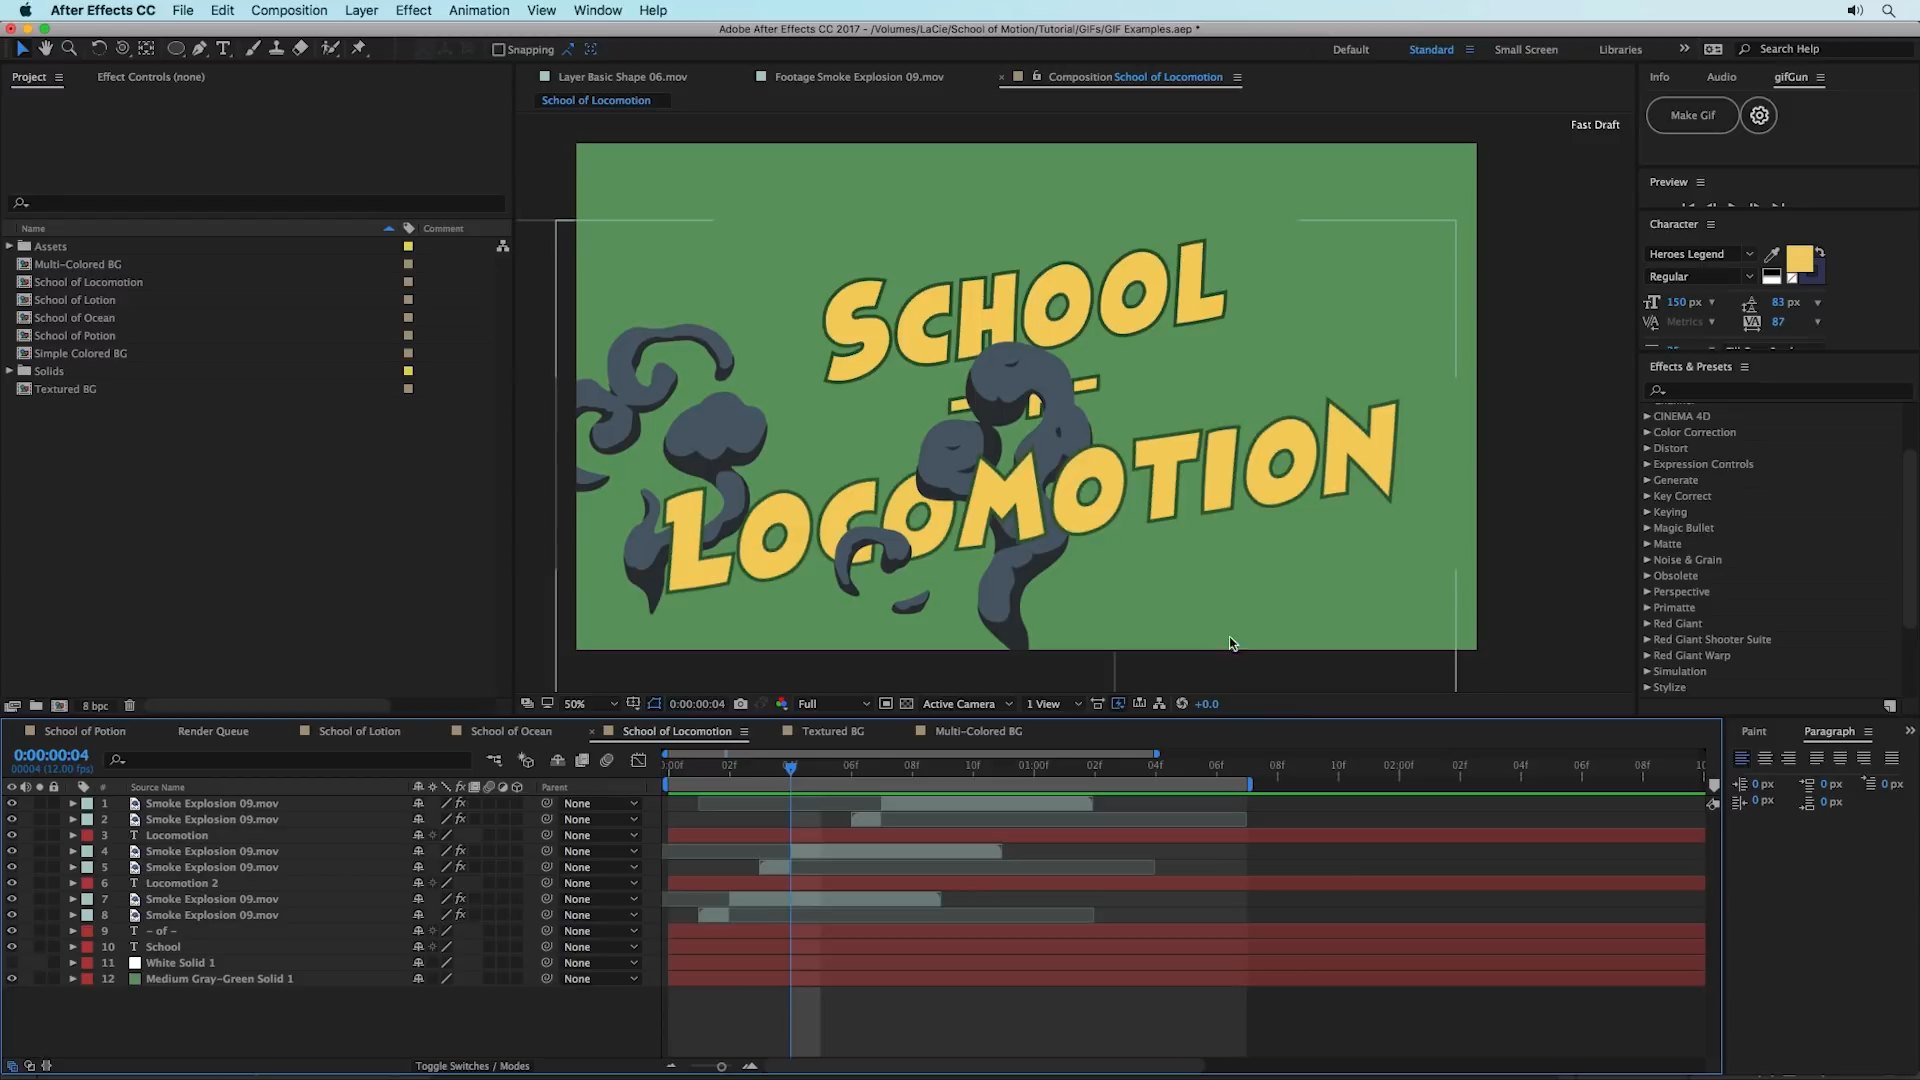 After Effects CC File Edit Composition Layer Effect Animation View Window Help
Adobe After Effects CC 2017 - /Volumes/LaCie/School of Motion/Tutorial/GIFs/GIF Examples.aep *
Snapping Default Standard Small Screen Libraries Search Help
Project Effect Controls (none)
Layer Basic Shape 06.mov Footage Smoke Explosion 09.mov Composition School of Locomotion
Info Audio gifGun
School of Locomotion
Make Gif
Fast Draft
Preview
Name Comment
Assets
Multi-Colored BG
School of Locomotion
School of Lotion
School of Ocean
School of Potion
Simple Colored BG
Solids
Textured BG
SCHOOL
LOCOMOTION
Character
Heroes Legend
Regular
150 px 83 px
Metrics 87
Effects & Presets
CINEMA 4D
Color Correction
Distort
Expression Controls
Generate
Key Correct
Keying
Magic Bullet
Matte
Noise & Grain
Obsolete
Perspective
Primatte
Red Giant
Red Giant Shooter Suite
Red Giant Warp
Simulation
Stylize
8 bpc
50% 0:00:00:04 Full Active Camera 1 View +0.0
School of Potion Render Queue School of Lotion School of Ocean School of Locomotion Textured BG Multi-Colored BG
Paint Paragraph
0:00:00:04
00004 (12.00 fps)
:00f 02f 04f 06f 08f 10f 01:00f 02f 04f 06f 08f 10f 02:00f 02f 04f 06f 08f 10
0 px 0 px 0 px
0 px 0 px
# Source Name Parent
1 Smoke Explosion 09.mov None
2 Smoke Explosion 09.mov None
3 T Locomotion None
4 Smoke Explosion 09.mov None
5 Smoke Explosion 09.mov None
6 T Locomotion 2 None
7 Smoke Explosion 09.mov None
8 Smoke Explosion 09.mov None
9 T - of - None
10 T School None
11 White Solid 1 None
12 Medium Gray-Green Solid 1 None
Toggle Switches / Modes